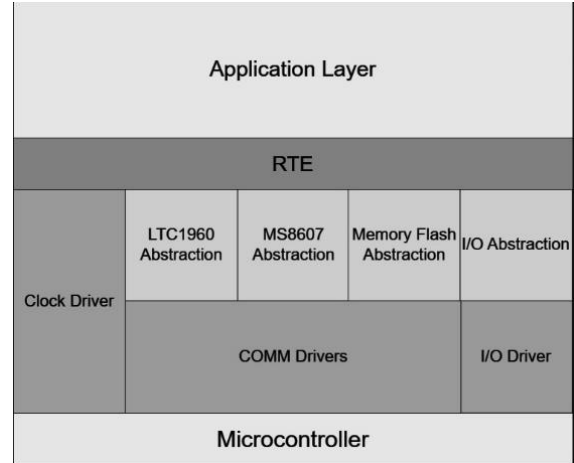 Application Layer
RTE
LTC1960
Abstraction
MS8607
Abstraction
Memory Flash
Abstraction
I/O Abstraction
Clock Driver
COMM Drivers
I/O Driver
Microcontroller